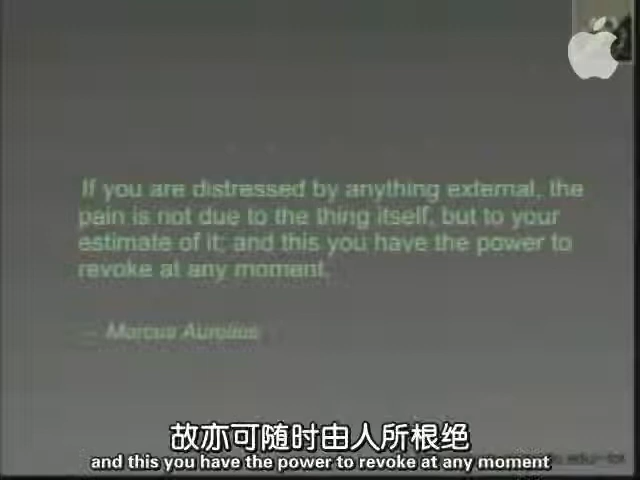 If you are distressed by anything external, the
pain is not due to the thing itself, but to your
estimate of it; and this you have the power to
revoke at any moment.
-- Marcus Aurelius
故亦可随时由人所根绝
and this you have the power to revoke at any moment